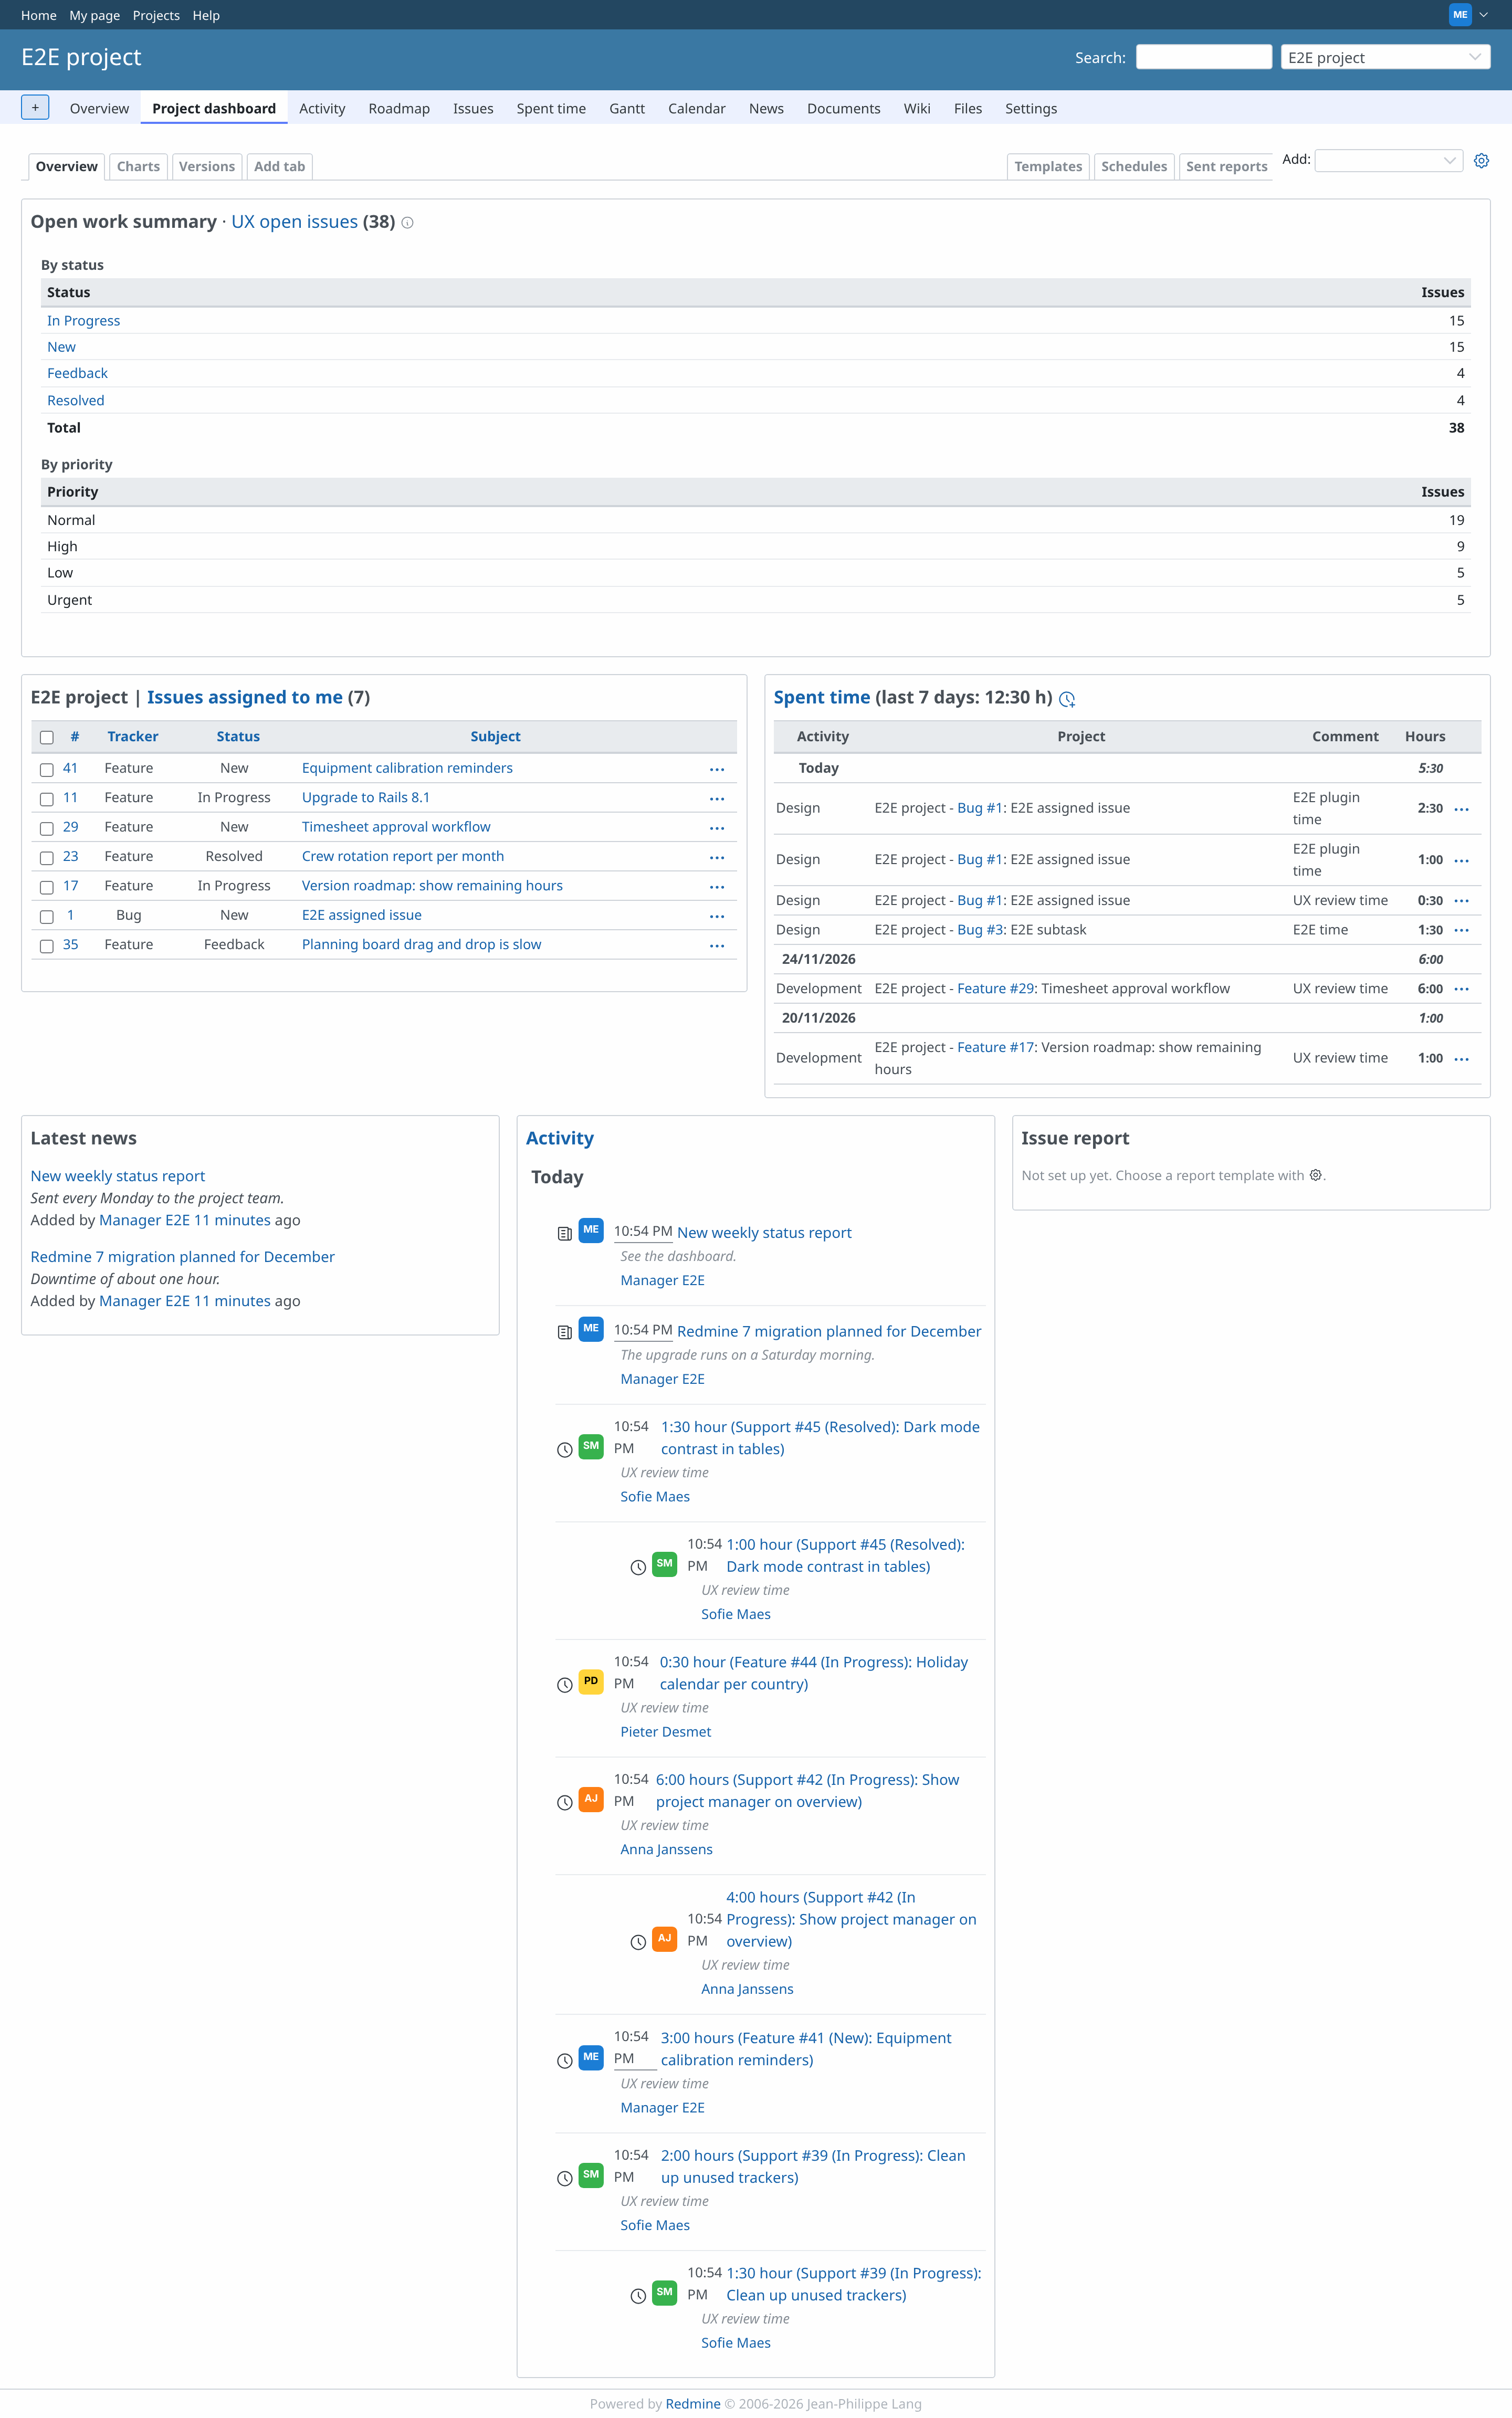 Home My page Projects Help ME
E2E project Search: E2E project
+ Overview Project dashboard Activity Roadmap Issues Spent time Gantt Calendar News Documents Wiki Files Settings
Overview Charts Versions Add tab Templates Schedules Sent reports Add:
Open work summary · UX open issues (38)
By status
Status Issues
In Progress 15
New 15
Feedback 4
Resolved 4
Total 38
By priority
Priority Issues
Normal 19
High 9
Low 5
Urgent 5
E2E project | Issues assigned to me (7)
# Tracker Status Subject
41 Feature New Equipment calibration reminders ...
11 Feature In Progress Upgrade to Rails 8.1 ...
29 Feature New Timesheet approval workflow ...
23 Feature Resolved Crew rotation report per month ...
17 Feature In Progress Version roadmap: show remaining hours ...
1 Bug New E2E assigned issue ...
35 Feature Feedback Planning board drag and drop is slow ...
Spent time (last 7 days: 12:30 h)
Activity Project Comment Hours
Today 5:30
Design E2E project - Bug #1: E2E assigned issue E2E plugin
time 2:30 ...
Design E2E project - Bug #1: E2E assigned issue E2E plugin
time 1:00 ...
Design E2E project - Bug #1: E2E assigned issue UX review time 0:30 ...
Design E2E project - Bug #3: E2E subtask E2E time 1:30 ...
24/11/2026 6:00
Development E2E project - Feature #29: Timesheet approval workflow UX review time 6:00 ...
20/11/2026 1:00
Development E2E project - Feature #17: Version roadmap: show remaining
hours UX review time 1:00 ...
Latest news
New weekly status report
Sent every Monday to the project team.
Added by Manager E2E 11 minutes ago
Redmine 7 migration planned for December
Downtime of about one hour.
Added by Manager E2E 11 minutes ago
Activity
Today
ME 10:54 PM New weekly status report
See the dashboard.
Manager E2E
ME 10:54 PM Redmine 7 migration planned for December
The upgrade runs on a Saturday morning.
Manager E2E
SM 10:54 PM 1:30 hour (Support #45 (Resolved): Dark mode
contrast in tables)
UX review time
Sofie Maes
SM 10:54 PM 1:00 hour (Support #45 (Resolved):
Dark mode contrast in tables)
UX review time
Sofie Maes
PD 10:54 PM 0:30 hour (Feature #44 (In Progress): Holiday
calendar per country)
UX review time
Pieter Desmet
AJ 10:54 PM 6:00 hours (Support #42 (In Progress): Show
project manager on overview)
UX review time
Anna Janssens
AJ 10:54 PM 4:00 hours (Support #42 (In
Progress): Show project manager on
overview)
UX review time
Anna Janssens
ME 10:54 PM 3:00 hours (Feature #41 (New): Equipment
calibration reminders)
UX review time
Manager E2E
SM 10:54 PM 2:00 hours (Support #39 (In Progress): Clean
up unused trackers)
UX review time
Sofie Maes
SM 10:54 PM 1:30 hour (Support #39 (In Progress):
Clean up unused trackers)
UX review time
Sofie Maes
Issue report
Not set up yet. Choose a report template with .
Powered by Redmine © 2006-2026 Jean-Philippe Lang